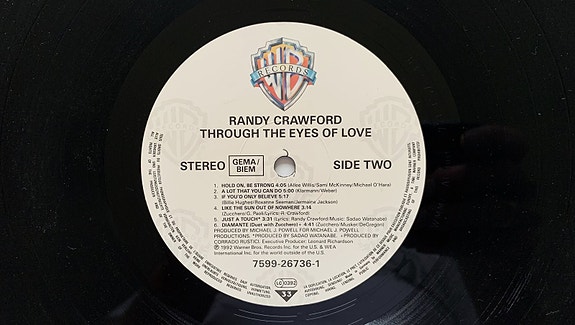 WB
RECORDS
RANDY CRAWFORD
THROUGH THE EYES OF LOVE
STEREO GEMA/ BIEM SIDE TWO
1. HOLD ON, BE STRONG 4:05 (Allee Willis/Sami McKinney/Michael O'Hara)
2. A LOT THAT YOU CAN DO 5:00 (Klarmann/Weber)
3. IF YOU'D ONLY BELIEVE 5:17
(Billie Hughes/Roxanne Seeman/Jermaine Jackson)
4. LIKE THE SUN OUT OF NOWHERE 3:14
(Zucchero/G. Paoli/Lyrics: R. Crawford)
5. JUST A TOUCH* 3:31 (Lyrics: Randy Crawford/Music: Sadao Watanabe)
6. DIAMANTE (Duet with Zucchero) + 4:41 (Zucchero/Musker/DeGregori)
PRODUCED BY MICHAEL J. POWELL FOR MICHAEL J. POWELL
PRODUCTIONS. *PRODUCED BY SADAO WATANABE. +PRODUCED BY
CORRADO RUSTICI. Executive Producer: Leonard Richardson
℗ 1992 Warner Bros. Records Inc. for the U.S. & WEA
International Inc. for the world outside of the U.S.
7599-26736-1
LC 0392
33